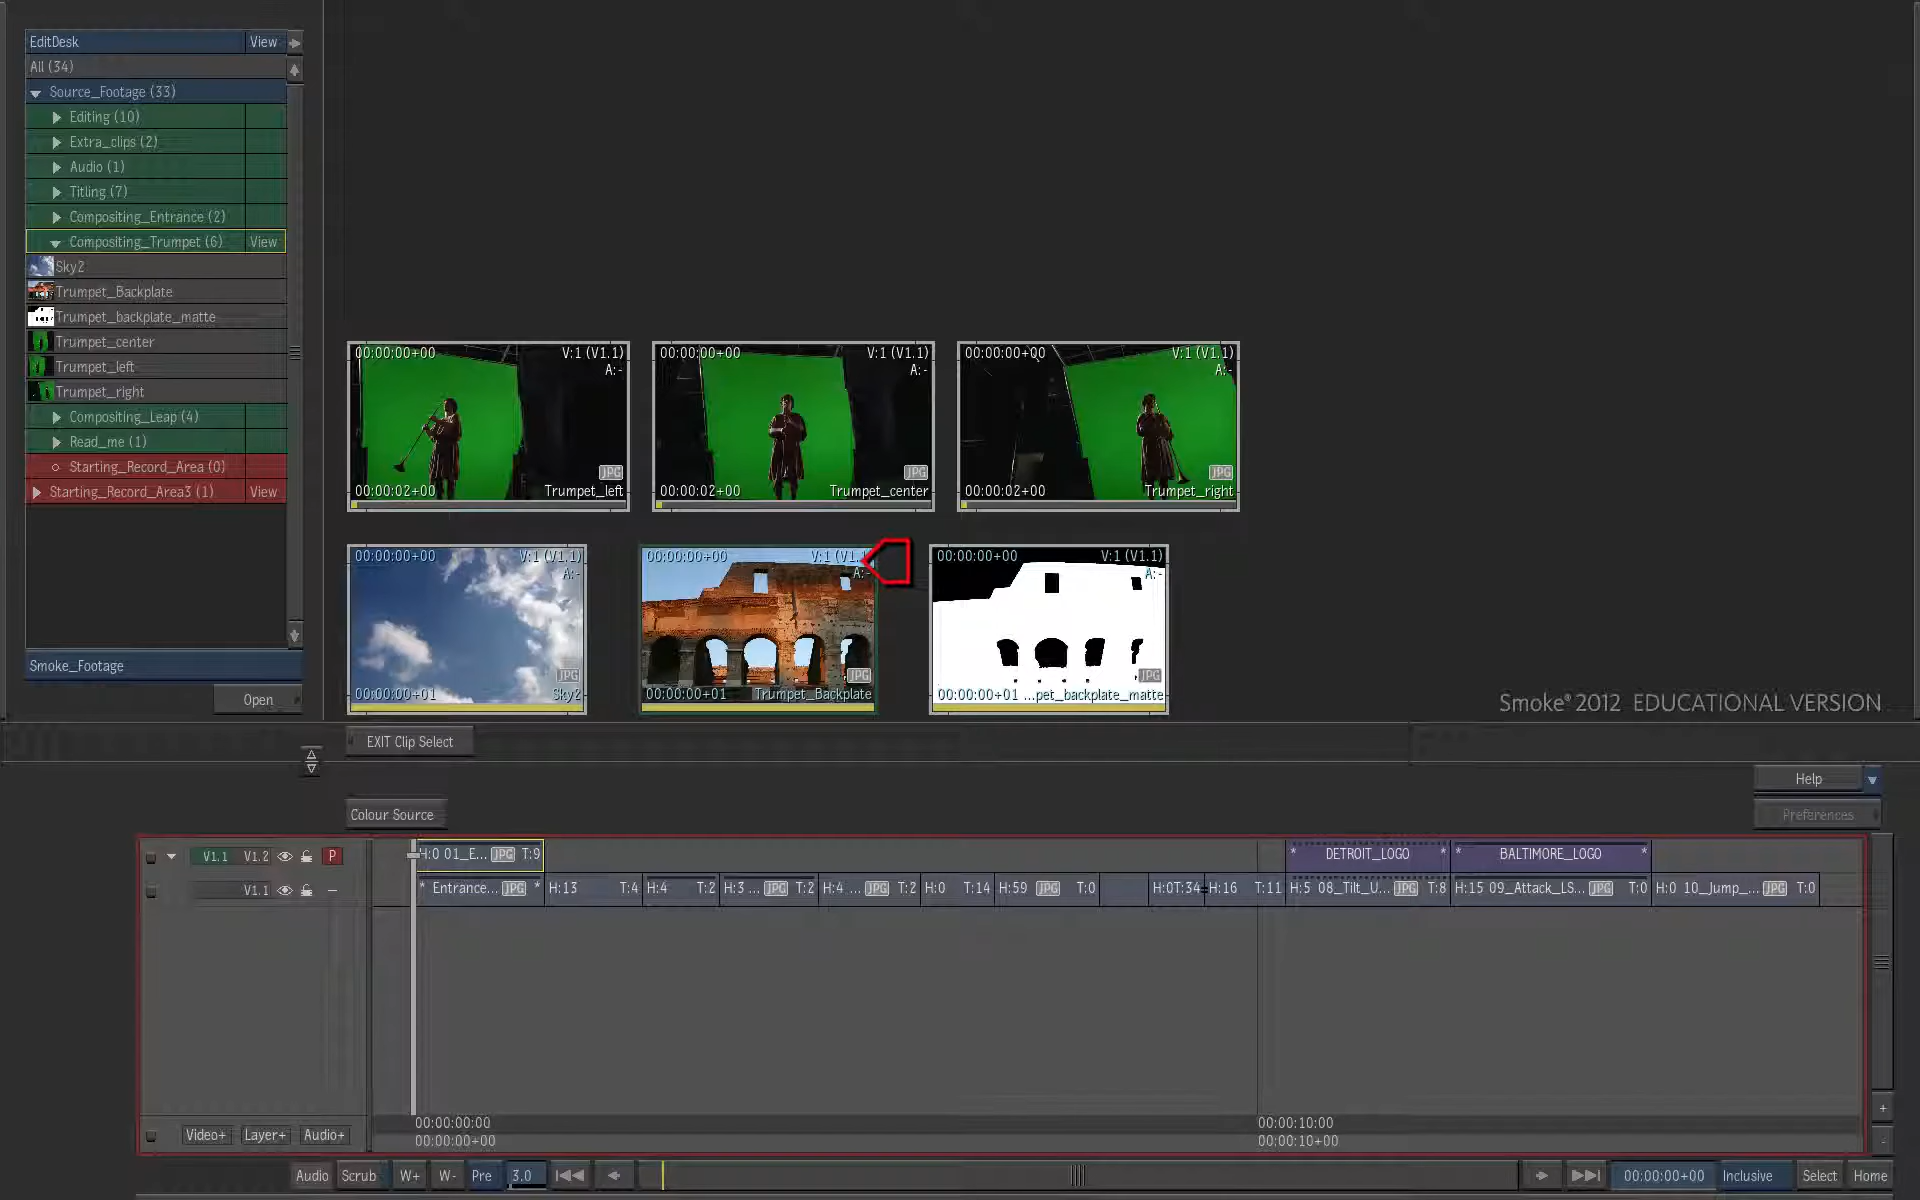 EditDesk View
All (34)
Source_Footage (33)
Editing (10)
Extra_clips (2)
Audio (1)
Titling (7)
Compositing_Entrance (2)
Compositing_Trumpet (6) View
Sky2
Trumpet_Backplate
Trumpet_backplate_matte
Trumpet_center
Trumpet_left
Trumpet_right
Compositing_Leap (4)
Read_me (1)
Starting_Record_Area (0)
Starting_Record_Area3 (1) View
Smoke_Footage
Open
00:00:00+00 V:1 (V1.1) 00:00:00+00 V:1 (V1.1) 00:00:00+00 V:1 (V1.1)
A:- A:- A:-
JPG JPG JPG
00:00:02+00 Trumpet_left 00:00:02+00 Trumpet_center 00:00:02+00 Trumpet_right
00:00:00+00 V:1 (V1.1) 00:00:00+00 V:1 (V1.1 00:00:00+00 V:1 (V1.1)
A:- A:- A:-
JPG JPG JPG
00:00:00+01 Sky2 00:00:00+01 Trumpet_Backplate 00:00:00+01 ...pet_backplate_matte
Smoke® 2012 EDUCATIONAL VERSION
EXIT Clip Select
Help
Colour Source Preferences
V1.1 V1.2 P H:0 01_E... JPG T:9 * DETROIT_LOGO * * BALTIMORE_LOGO *
V1.1 * Entrance... JPG * H:13 T:4 H:4 T:2 H:3 ... JPG T:2 H:4 ... JPG T:2 H:0 T:14 H:59 JPG T:0 H:0T:34 H:16 T:11 H:5 08_Tilt_U... JPG T:8 H:15 09_Attack_LS... JPG T:0 H:0 10_Jump_... JPG T:0
00:00:00:00 00:00:10:00
Video+ Layer+ Audio+ 00:00:00+00 00:00:10+00
Audio Scrub W+ W- Pre 3.0 00:00:00+00 Inclusive Select Home